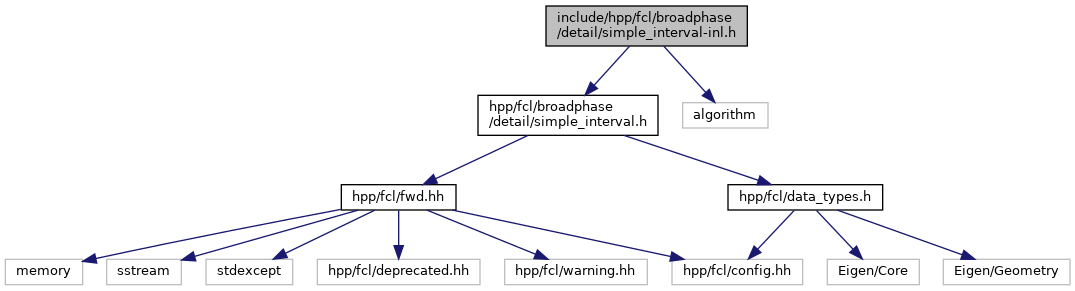 include/hpp/fcl/broadphase
/detail/simple_interval-inl.h
hpp/fcl/broadphase
/detail/simple_interval.h
algorithm
hpp/fcl/fwd.hh
hpp/fcl/data_types.h
memory
sstream
stdexcept
hpp/fcl/deprecated.hh
hpp/fcl/warning.hh
hpp/fcl/config.hh
Eigen/Core
Eigen/Geometry